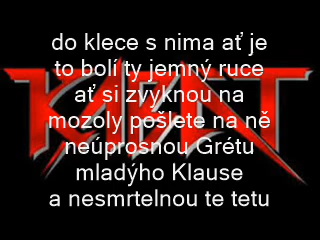 do klece s nima ať je
to bolí ty jemný ruce
ať si zvyknou na
mozoly pošlete na ně
neúprosnou Grétu
mladýho Klause
a nesmrtelnou te tetu
KABÁT